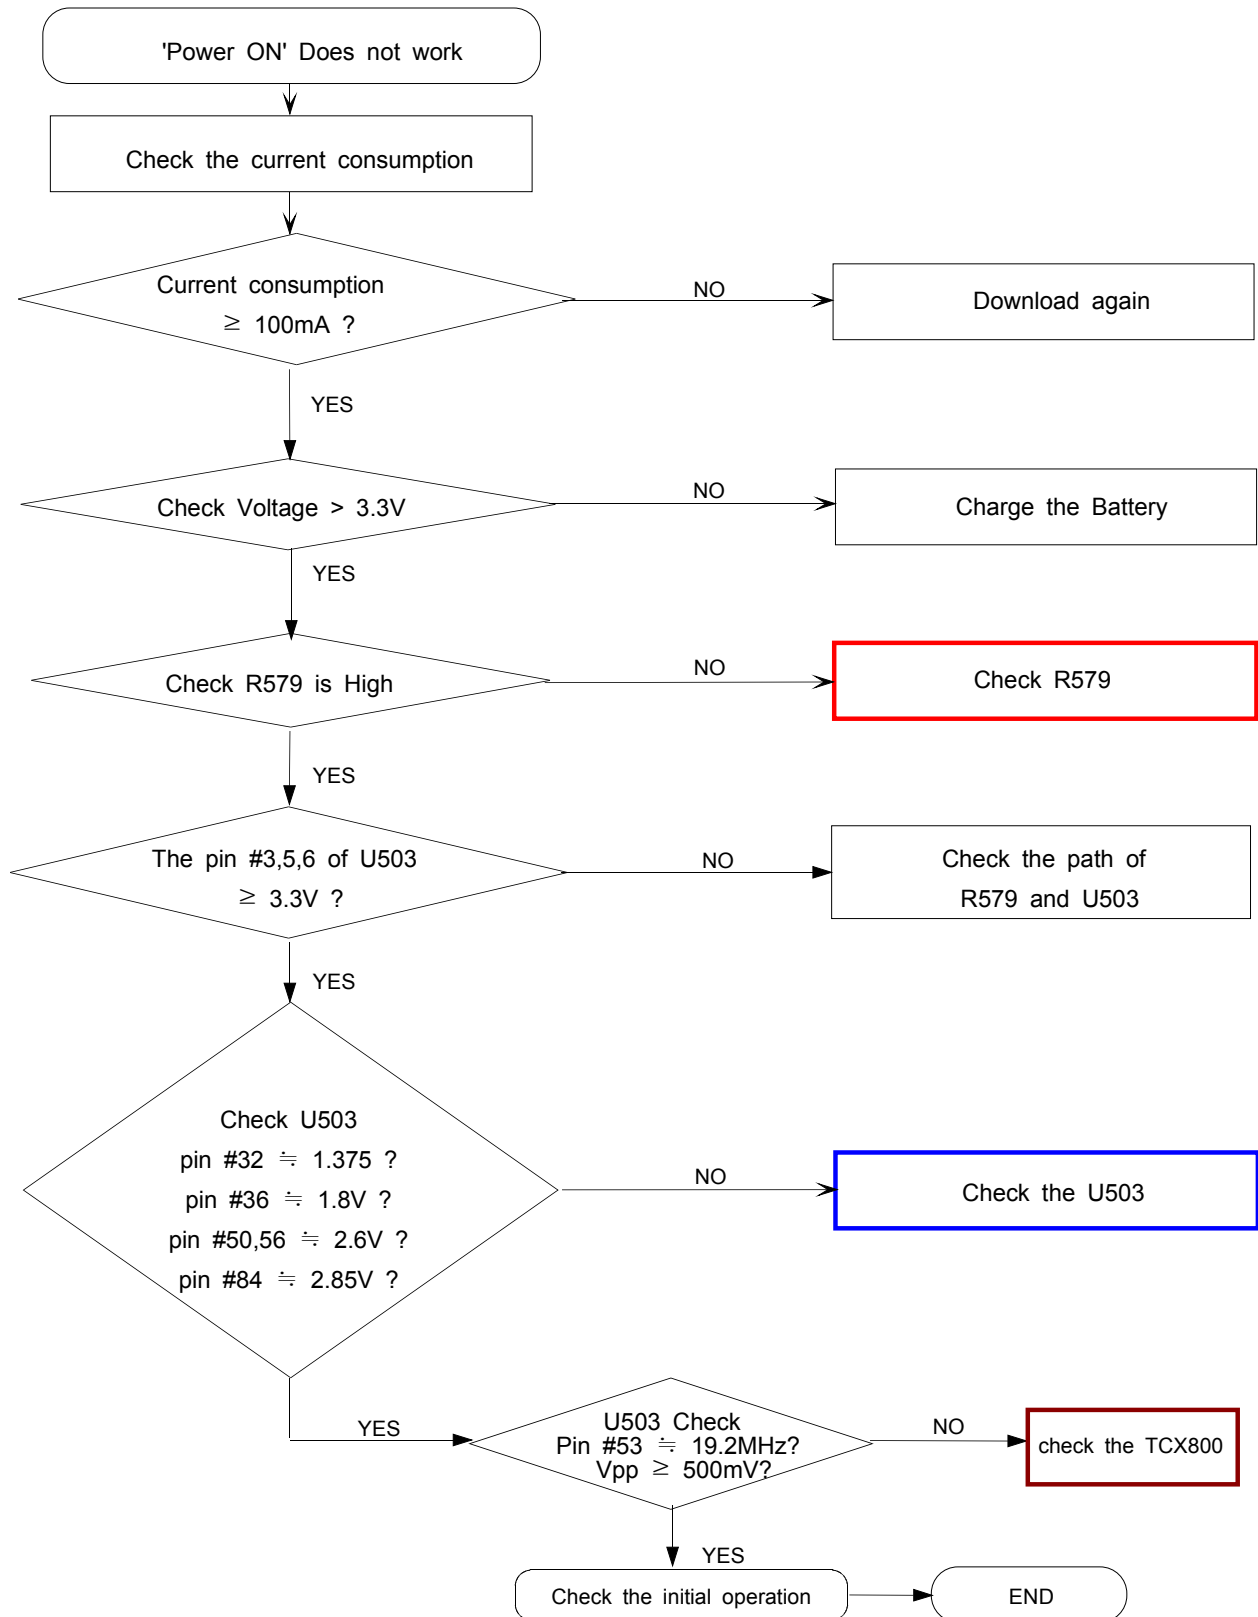 'Power ON' Does not work
Check the current consumption
Current consumption
≥ 100mA ?
NO
Download again
YES
Check Voltage > 3.3V
NO
Charge the Battery
YES
Check R579 is High
NO
Check R579
YES
The pin #3,5,6 of U503
≥ 3.3V ?
NO
Check the path of
R579 and U503
YES
Check U503
pin #32 ≒ 1.375 ?
pin #36 ≒ 1.8V ?
pin #50,56 ≒ 2.6V ?
pin #84 ≒ 2.85V ?
NO
Check the U503
YES
U503 Check
Pin #53 ≒ 19.2MHz?
Vpp ≥ 500mV?
NO
check the TCX800
YES
Check the initial operation
END